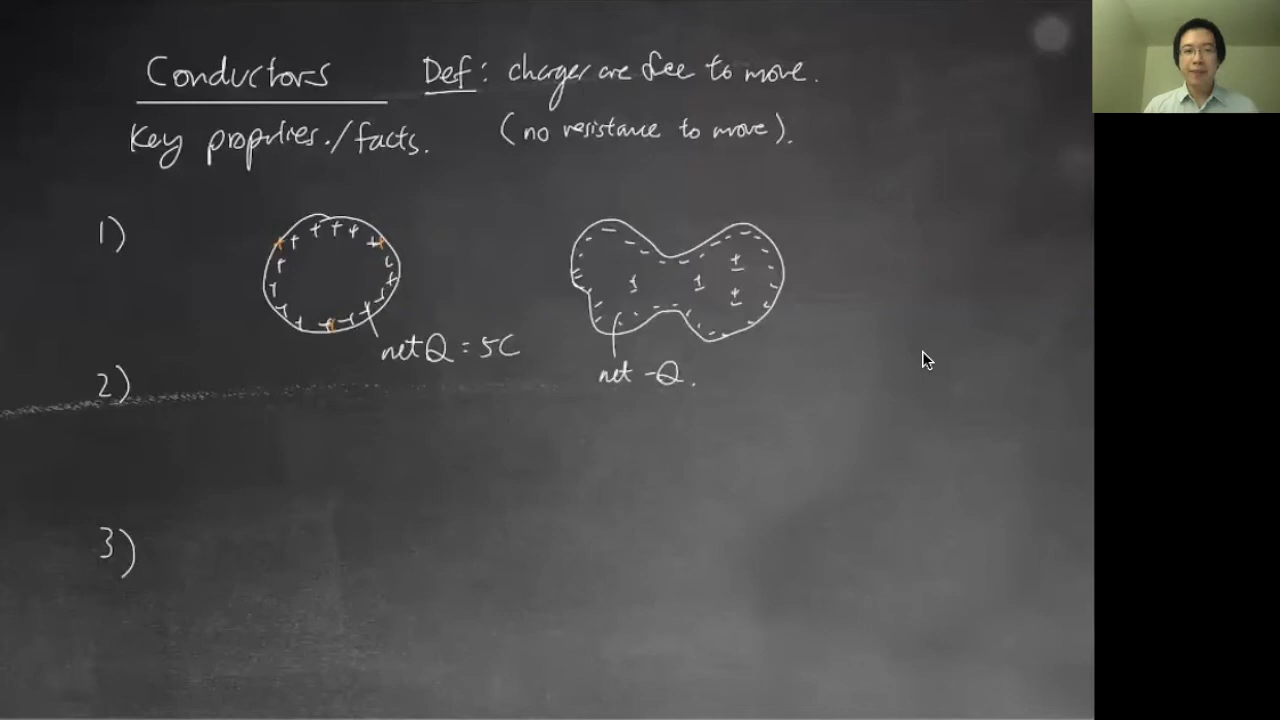 Conductors Def: charges are free to move.
Key properties./facts. (no resistance to move).
1)
net Q = 5C
net -Q.
2)
3)